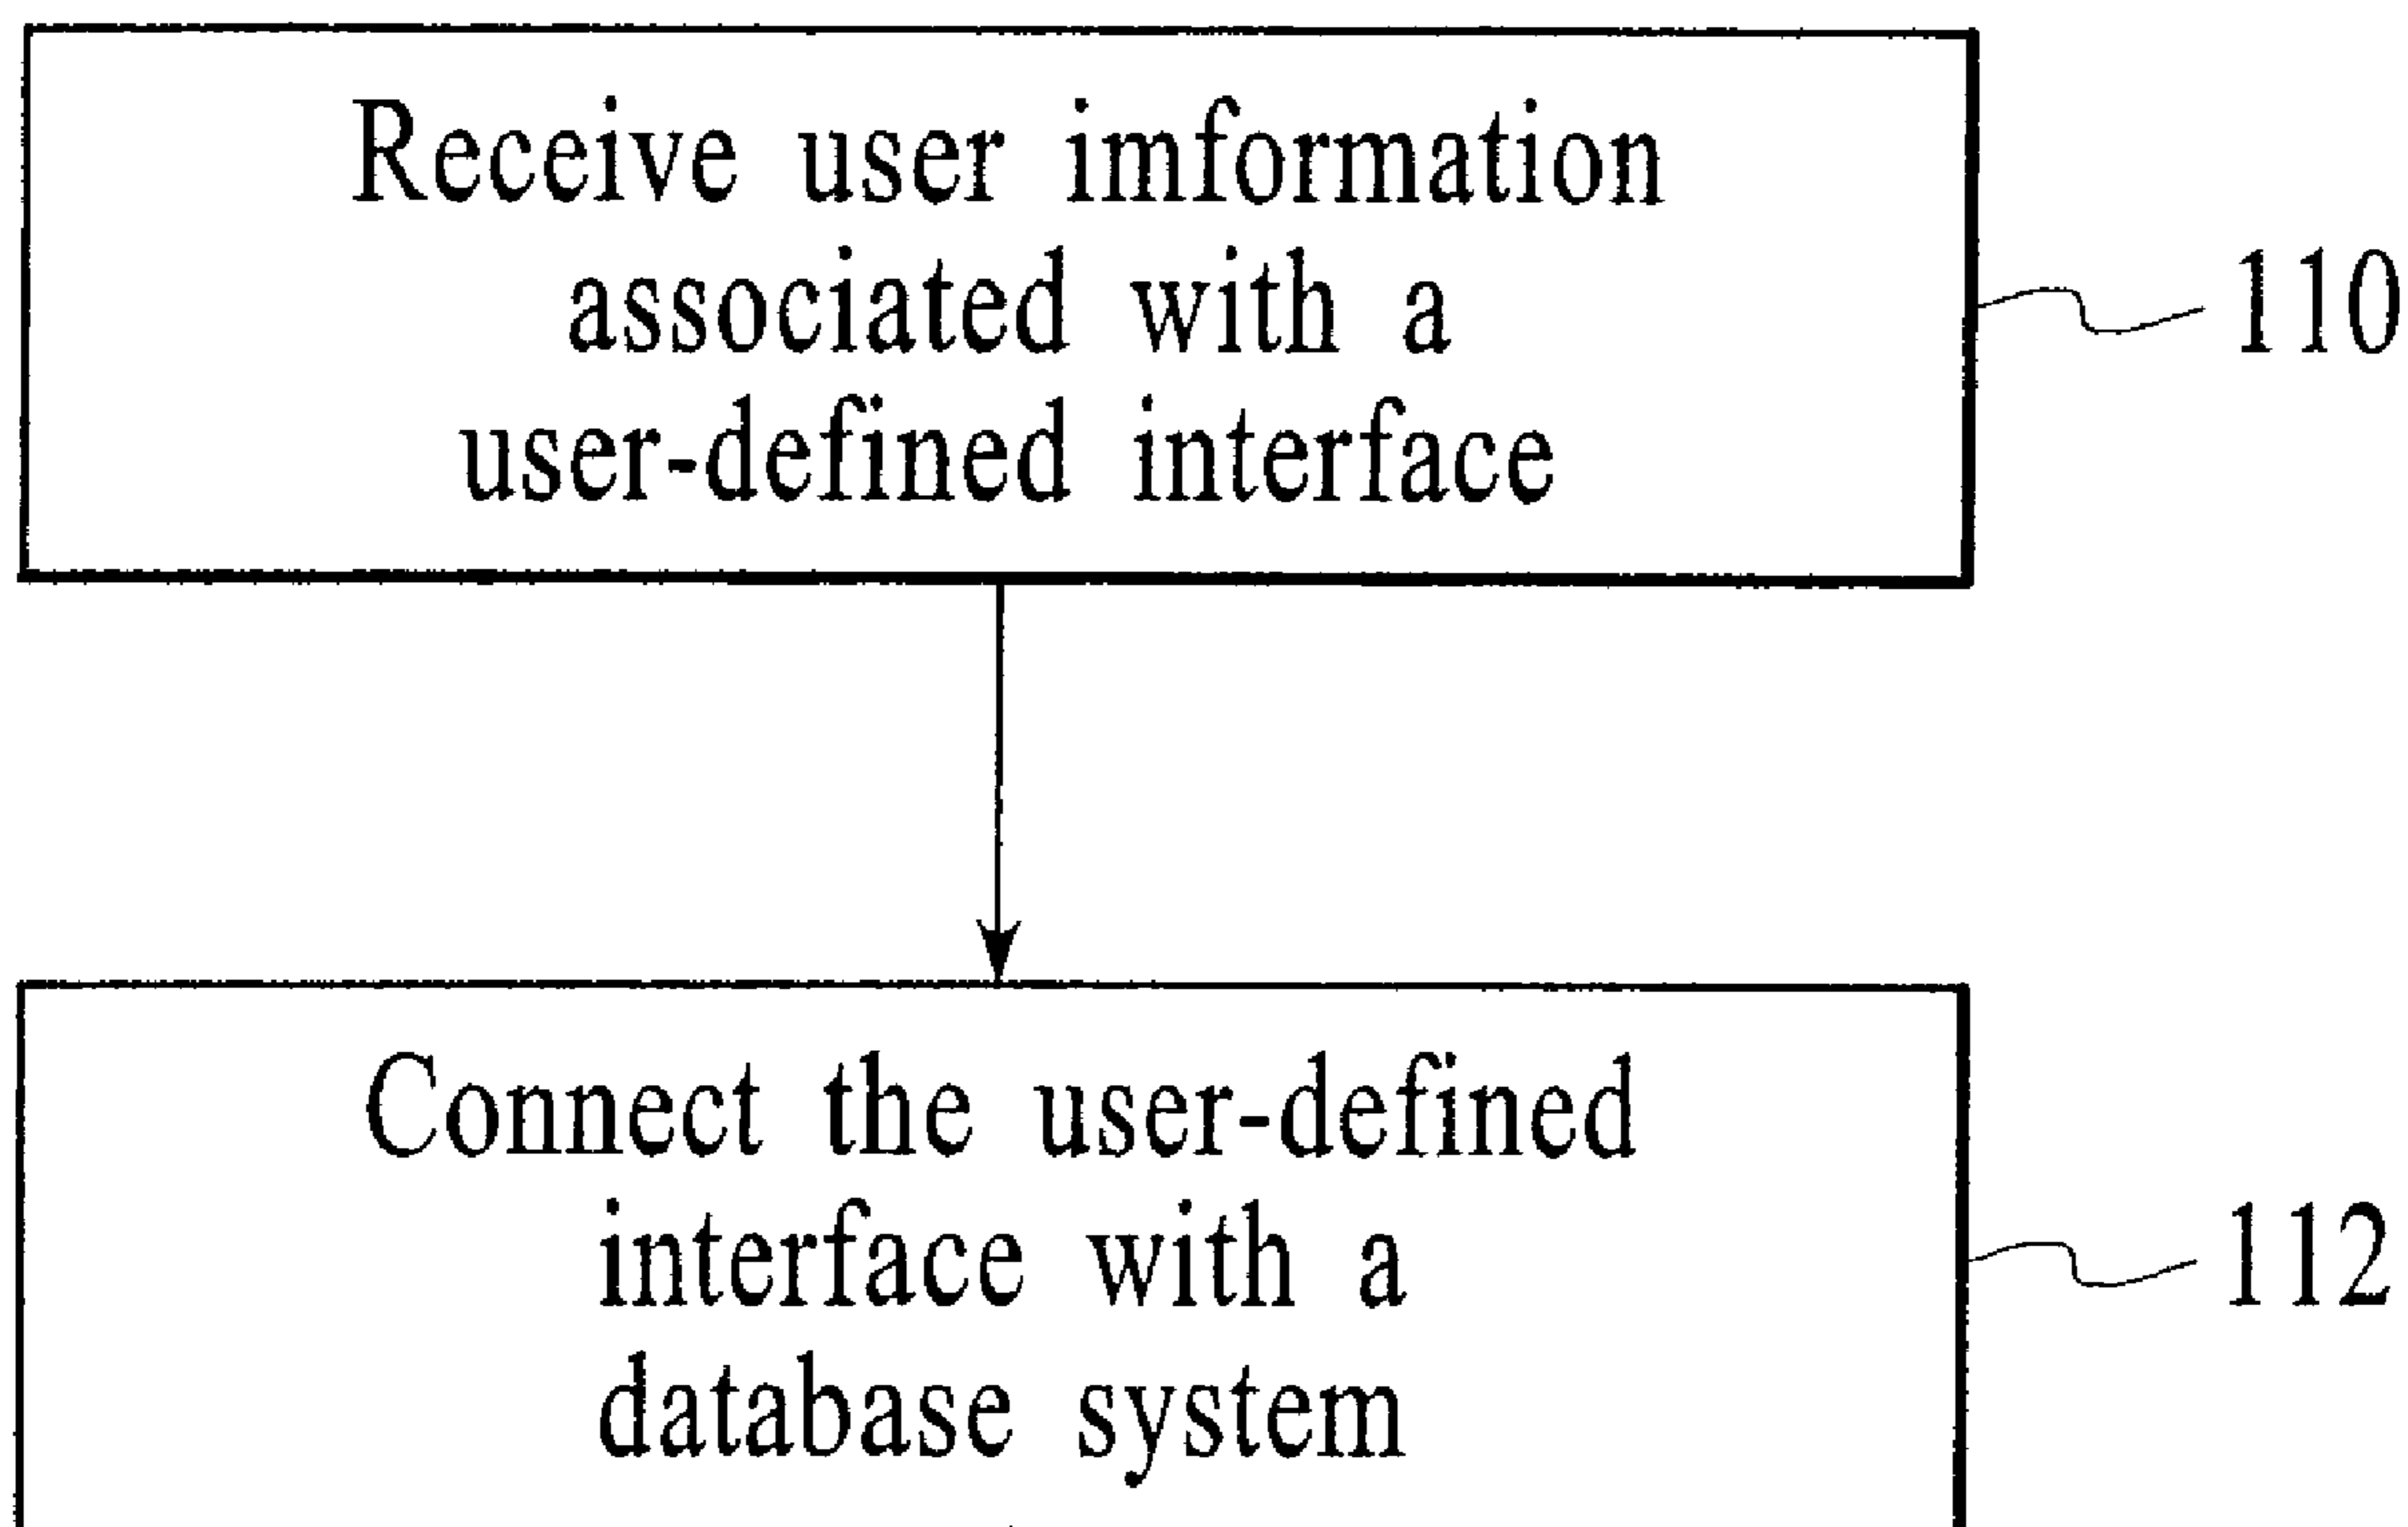 Receive user imformation
associated with a
user-defined interface
110
Connect the user-defined
interface with a
database system
112